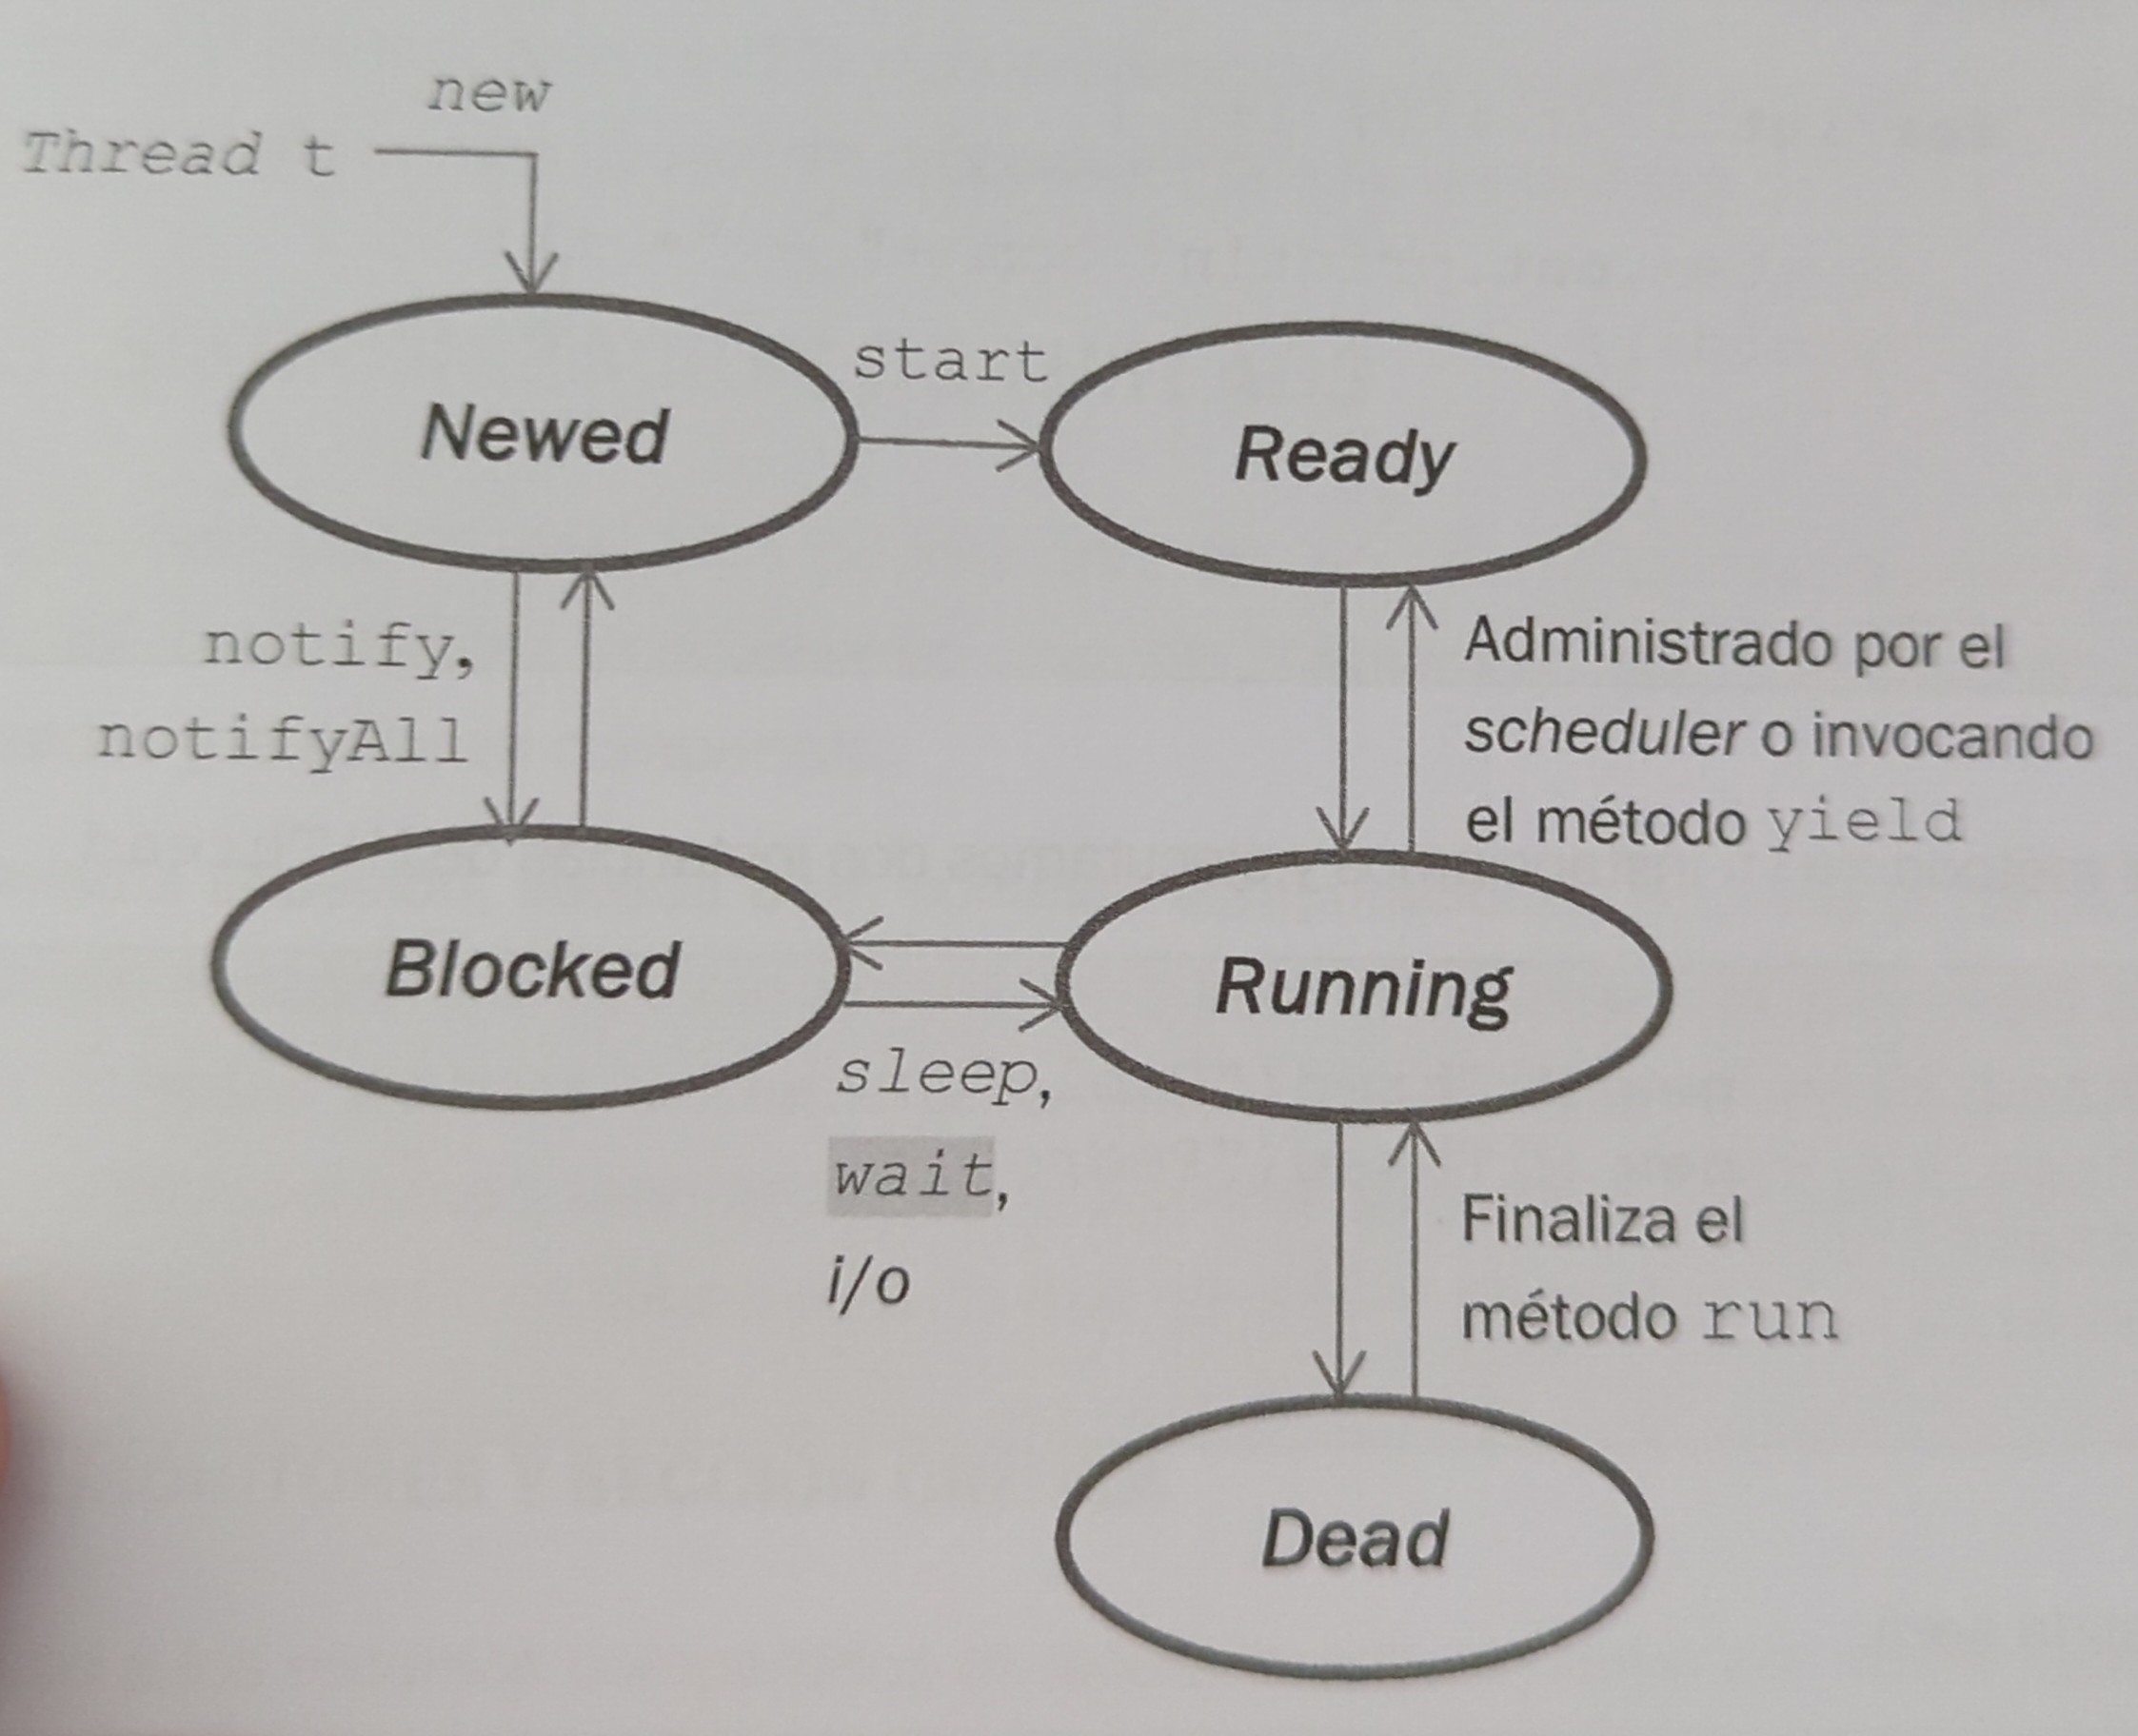 new
Thread t
start
Newed
Ready
notify,
notifyAll
Administrado por el
scheduler o invocando
el método yield
Blocked
Running
sleep,
wait,
i/o
Finaliza el
método run
Dead